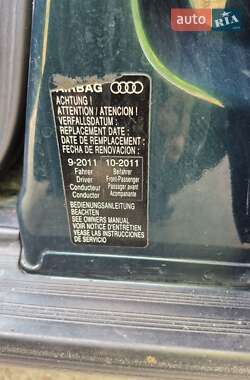 AUTO RIA
AIRBAG
ACHTUNG !
ATTENTION / ATENCION !
VERFALLSDATUM :
REPLACEMENT DATE :
DATE DE REMPLACEMENT :
FECHA DE RENOVACION :
9-2011 10-2011
Fahrer Beifahrer
Driver Front-Passenger
Conducteur Passager avant
Conductor Acompanante
BEDIENUNGSANLEITUNG
BEACHTEN
SEE OWNERS MANUAL
VOIR NOTICE D'ENTRETIEN
VEASE LAS INSTRUCCIONES
DE SERVICIO